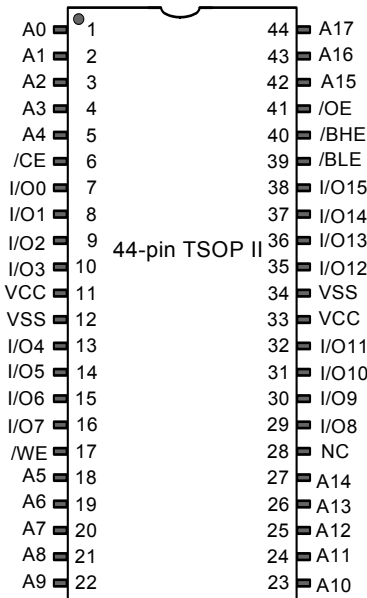 A0 1 44 A17
A1 2 43 A16
A2 3 42 A15
A3 4 41 /OE
A4 5 40 /BHE
/CE 6 39 /BLE
I/O0 7 38 I/O15
I/O1 8 37 I/O14
I/O2 9 36 I/O13
44-pin TSOP II
I/O3 10 35 I/O12
VCC 11 34 VSS
VSS 12 33 VCC
I/O4 13 32 I/O11
I/O5 14 31 I/O10
I/O6 15 30 I/O9
I/O7 16 29 I/O8
/WE 17 28 NC
A5 18 27 A14
A6 19 26 A13
A7 20 25 A12
A8 21 24 A11
A9 22 23 A10